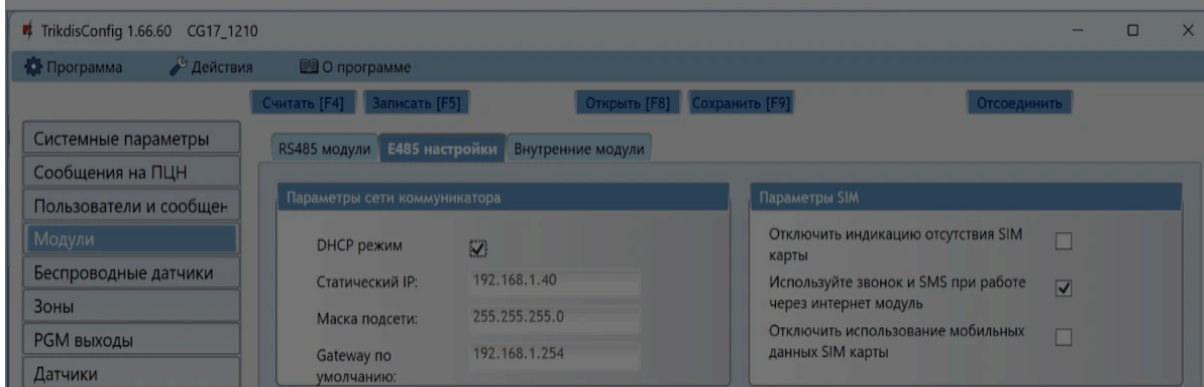 TrikdisConfig 1.66.60 CG17_1210
Программа Действия О программе
Считать [F4] Записать [F5] Открыть [F8] Сохранить [F9] Отсоединить
Системные параметры
Сообщения на ПЦН
Пользователи и сообщен
Модули
Беспроводные датчики
Зоны
PGM выходы
Датчики
RS485 модули E485 настройки Внутренние модули
Параметры сети коммуникатора
DHCP режим
Статический IP: 192.168.1.40
Маска подсети: 255.255.255.0
Gateway по 192.168.1.254
умолчанию:
Параметры SIM
Отключить индикацию отсутствия SIM
карты
Используйте звонок и SMS при работе
через интернет модуль
Отключить использование мобильных
данных SIM карты